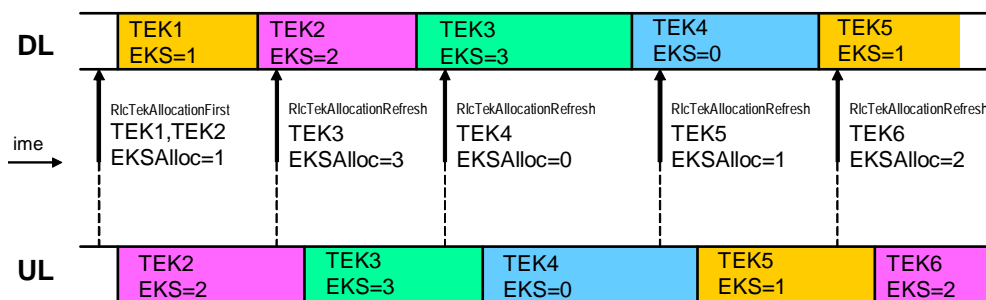 DL
TEK1
EKS=1
TEK2
EKS=2
TEK3
EKS=3
TEK4
EKS=0
TEK5
EKS=1
ime
RlcTekAllocationFirst
TEK1,TEK2
EKSAlloc=1
RlcTekAllocationRefresh
TEK3
EKSAlloc=3
RlcTekAllocationRefresh
TEK4
EKSAlloc=0
RlcTekAllocationRefresh
TEK5
EKSAlloc=1
RlcTekAllocationRefresh
TEK6
EKSAlloc=2
UL
TEK2
EKS=2
TEK3
EKS=3
TEK4
EKS=0
TEK5
EKS=1
TEK6
EKS=2